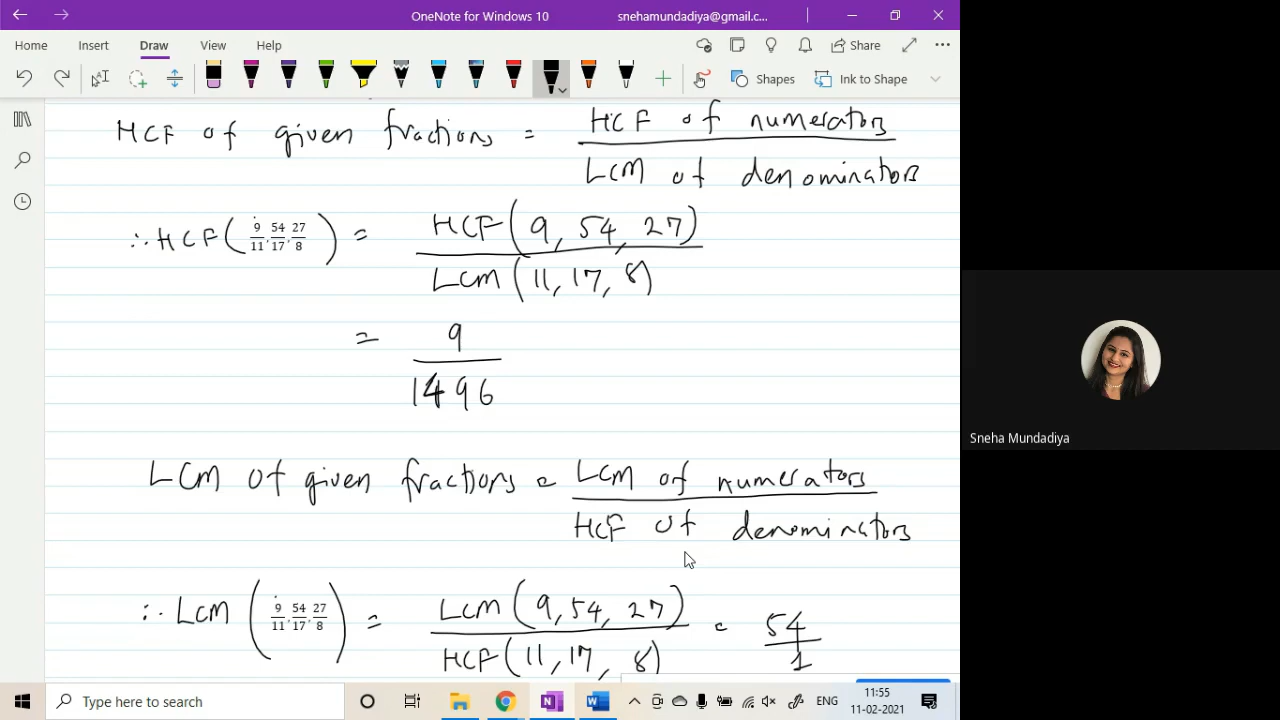 OneNote for Windows 10
snehamundadiya@gmail.c...
Home Insert Draw View Help
Share
Shapes
Ink to Shape
HCF of given fractions = HCF of numerators
LCM of denominators
∴ HCF ( 9/11, 54/17, 27/8 ) = HCF(9, 54, 27)
LCM(11, 17, 8)
= 9
1496
LCM of given fractions = LCM of numerators
HCF of denominators
∴ LCM ( 9/11, 54/17, 27/8 ) = LCM(9, 54, 27) = 54
HCF(11, 17, 8) 1
Sneha Mundadiya
Type here to search
ENG
11:55
11-02-2021